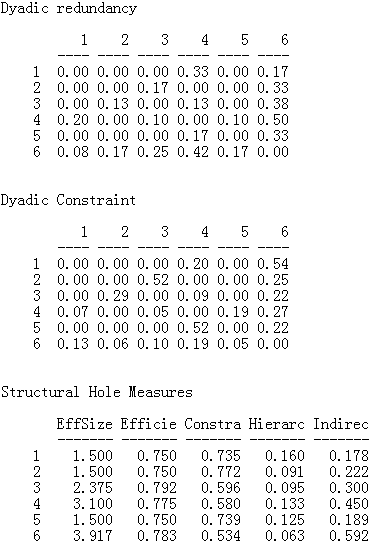 Dyadic redundancy
1 2 3 4 5 6
---- ---- ---- ---- ---- ----
1 0.00 0.00 0.00 0.33 0.00 0.17
2 0.00 0.00 0.17 0.00 0.00 0.33
3 0.00 0.13 0.00 0.13 0.00 0.38
4 0.20 0.00 0.10 0.00 0.10 0.50
5 0.00 0.00 0.00 0.17 0.00 0.33
6 0.08 0.17 0.25 0.42 0.17 0.00
Dyadic Constraint
1 2 3 4 5 6
---- ---- ---- ---- ---- ----
1 0.00 0.00 0.00 0.20 0.00 0.54
2 0.00 0.00 0.52 0.00 0.00 0.25
3 0.00 0.29 0.00 0.09 0.00 0.22
4 0.07 0.00 0.05 0.00 0.19 0.27
5 0.00 0.00 0.00 0.52 0.00 0.22
6 0.13 0.06 0.10 0.19 0.05 0.00
Structural Hole Measures
EffSize Efficie Constra Hierarc Indirec
------- ------- ------- ------- -------
1 1.500 0.750 0.735 0.160 0.178
2 1.500 0.750 0.772 0.091 0.222
3 2.375 0.792 0.596 0.095 0.300
4 3.100 0.775 0.580 0.133 0.450
5 1.500 0.750 0.739 0.125 0.189
6 3.917 0.783 0.534 0.063 0.592